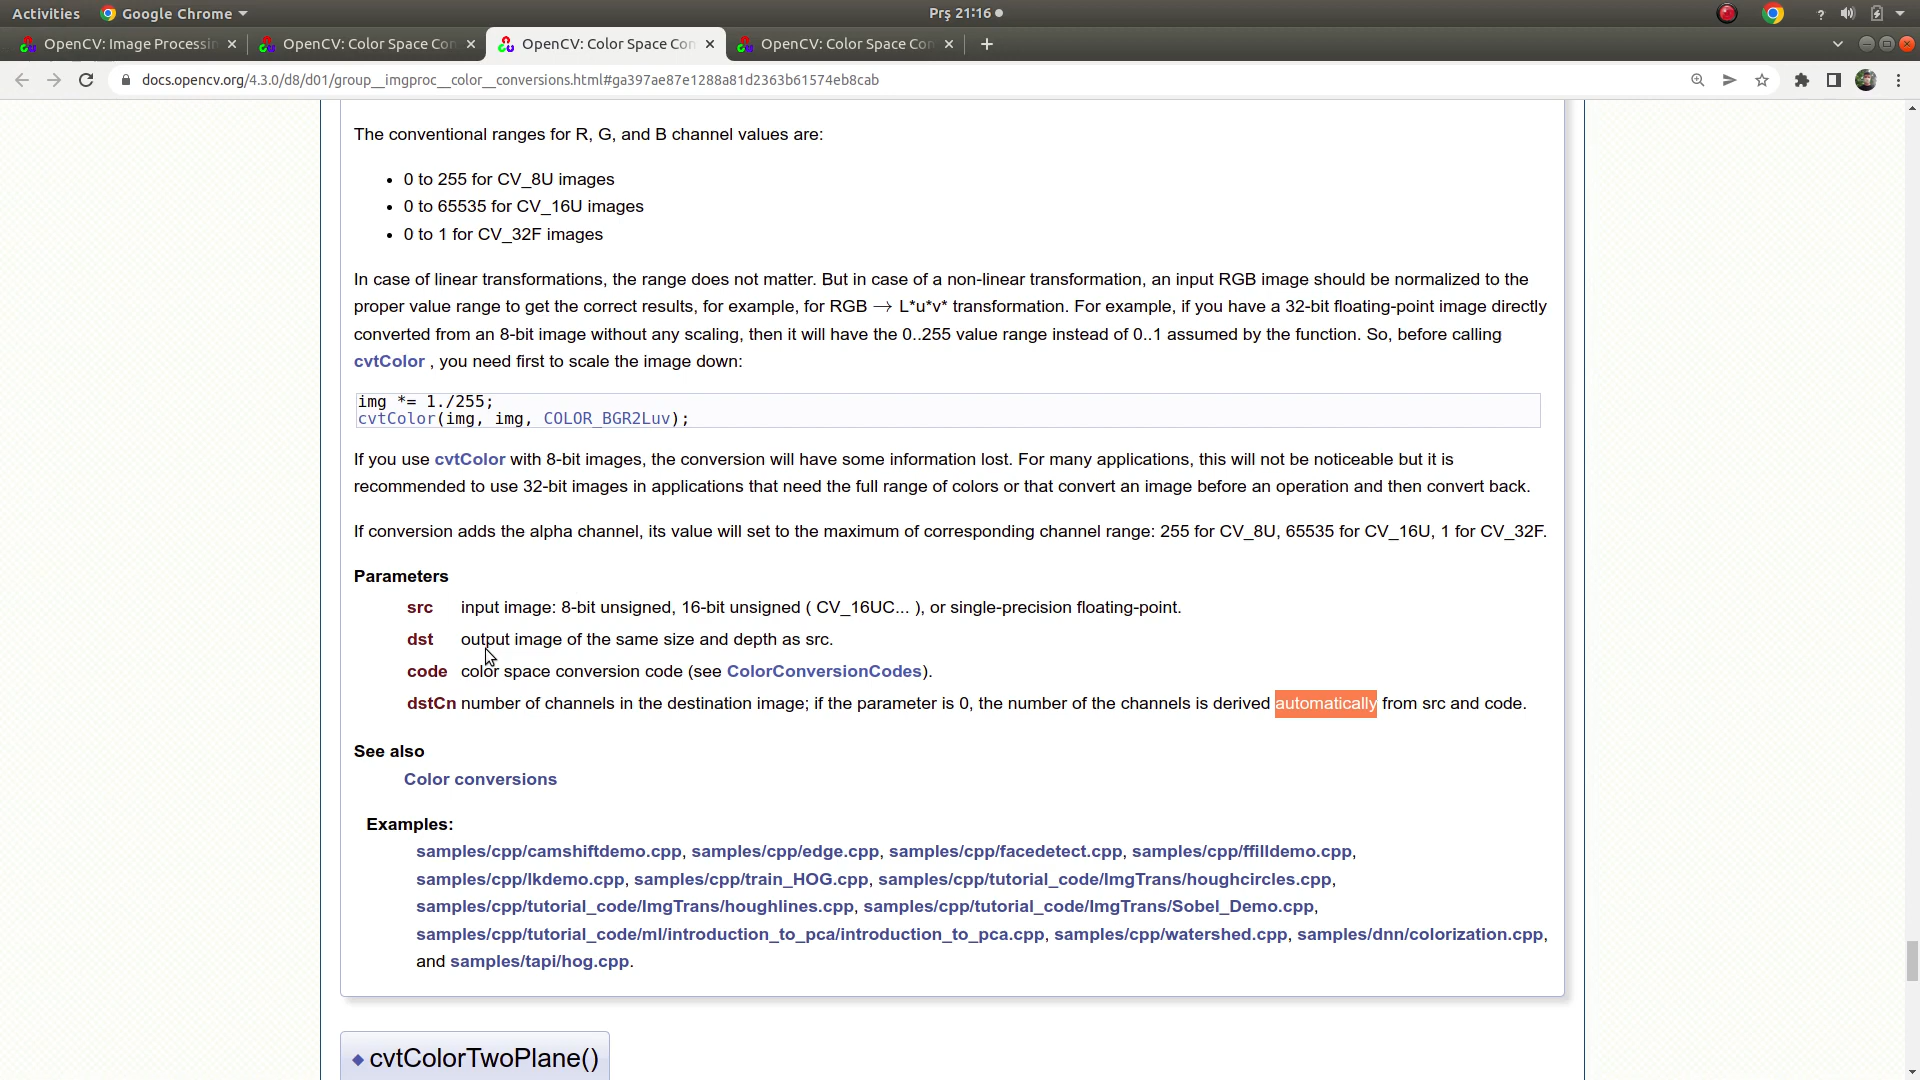 Activities
Google Chrome
Prş 21:16
OpenCV: Image Processin
OpenCV: Color Space Con
OpenCV: Color Space Con
OpenCV: Color Space Con
docs.opencv.org/4.3.0/d8/d01/group__imgproc__color__conversions.html#ga397ae87e1288a81d2363b61574eb8cab
The conventional ranges for R, G, and B channel values are:
• 0 to 255 for CV_8U images
• 0 to 65535 for CV_16U images
• 0 to 1 for CV_32F images
In case of linear transformations, the range does not matter. But in case of a non-linear transformation, an input RGB image should be normalized to the
proper value range to get the correct results, for example, for RGB → L*u*v* transformation. For example, if you have a 32-bit floating-point image directly
converted from an 8-bit image without any scaling, then it will have the 0..255 value range instead of 0..1 assumed by the function. So, before calling
cvtColor , you need first to scale the image down:
img *= 1./255;
cvtColor(img, img, COLOR_BGR2Luv);
If you use cvtColor with 8-bit images, the conversion will have some information lost. For many applications, this will not be noticeable but it is
recommended to use 32-bit images in applications that need the full range of colors or that convert an image before an operation and then convert back.
If conversion adds the alpha channel, its value will set to the maximum of corresponding channel range: 255 for CV_8U, 65535 for CV_16U, 1 for CV_32F.
Parameters
src input image: 8-bit unsigned, 16-bit unsigned ( CV_16UC... ), or single-precision floating-point.
dst output image of the same size and depth as src.
code color space conversion code (see ColorConversionCodes).
dstCn number of channels in the destination image; if the parameter is 0, the number of the channels is derived automatically from src and code.
See also
Color conversions
Examples:
samples/cpp/camshiftdemo.cpp, samples/cpp/edge.cpp, samples/cpp/facedetect.cpp, samples/cpp/ffilldemo.cpp,
samples/cpp/lkdemo.cpp, samples/cpp/train_HOG.cpp, samples/cpp/tutorial_code/ImgTrans/houghcircles.cpp,
samples/cpp/tutorial_code/ImgTrans/houghlines.cpp, samples/cpp/tutorial_code/ImgTrans/Sobel_Demo.cpp,
samples/cpp/tutorial_code/ml/introduction_to_pca/introduction_to_pca.cpp, samples/cpp/watershed.cpp, samples/dnn/colorization.cpp,
and samples/tapi/hog.cpp.
◆ cvtColorTwoPlane()